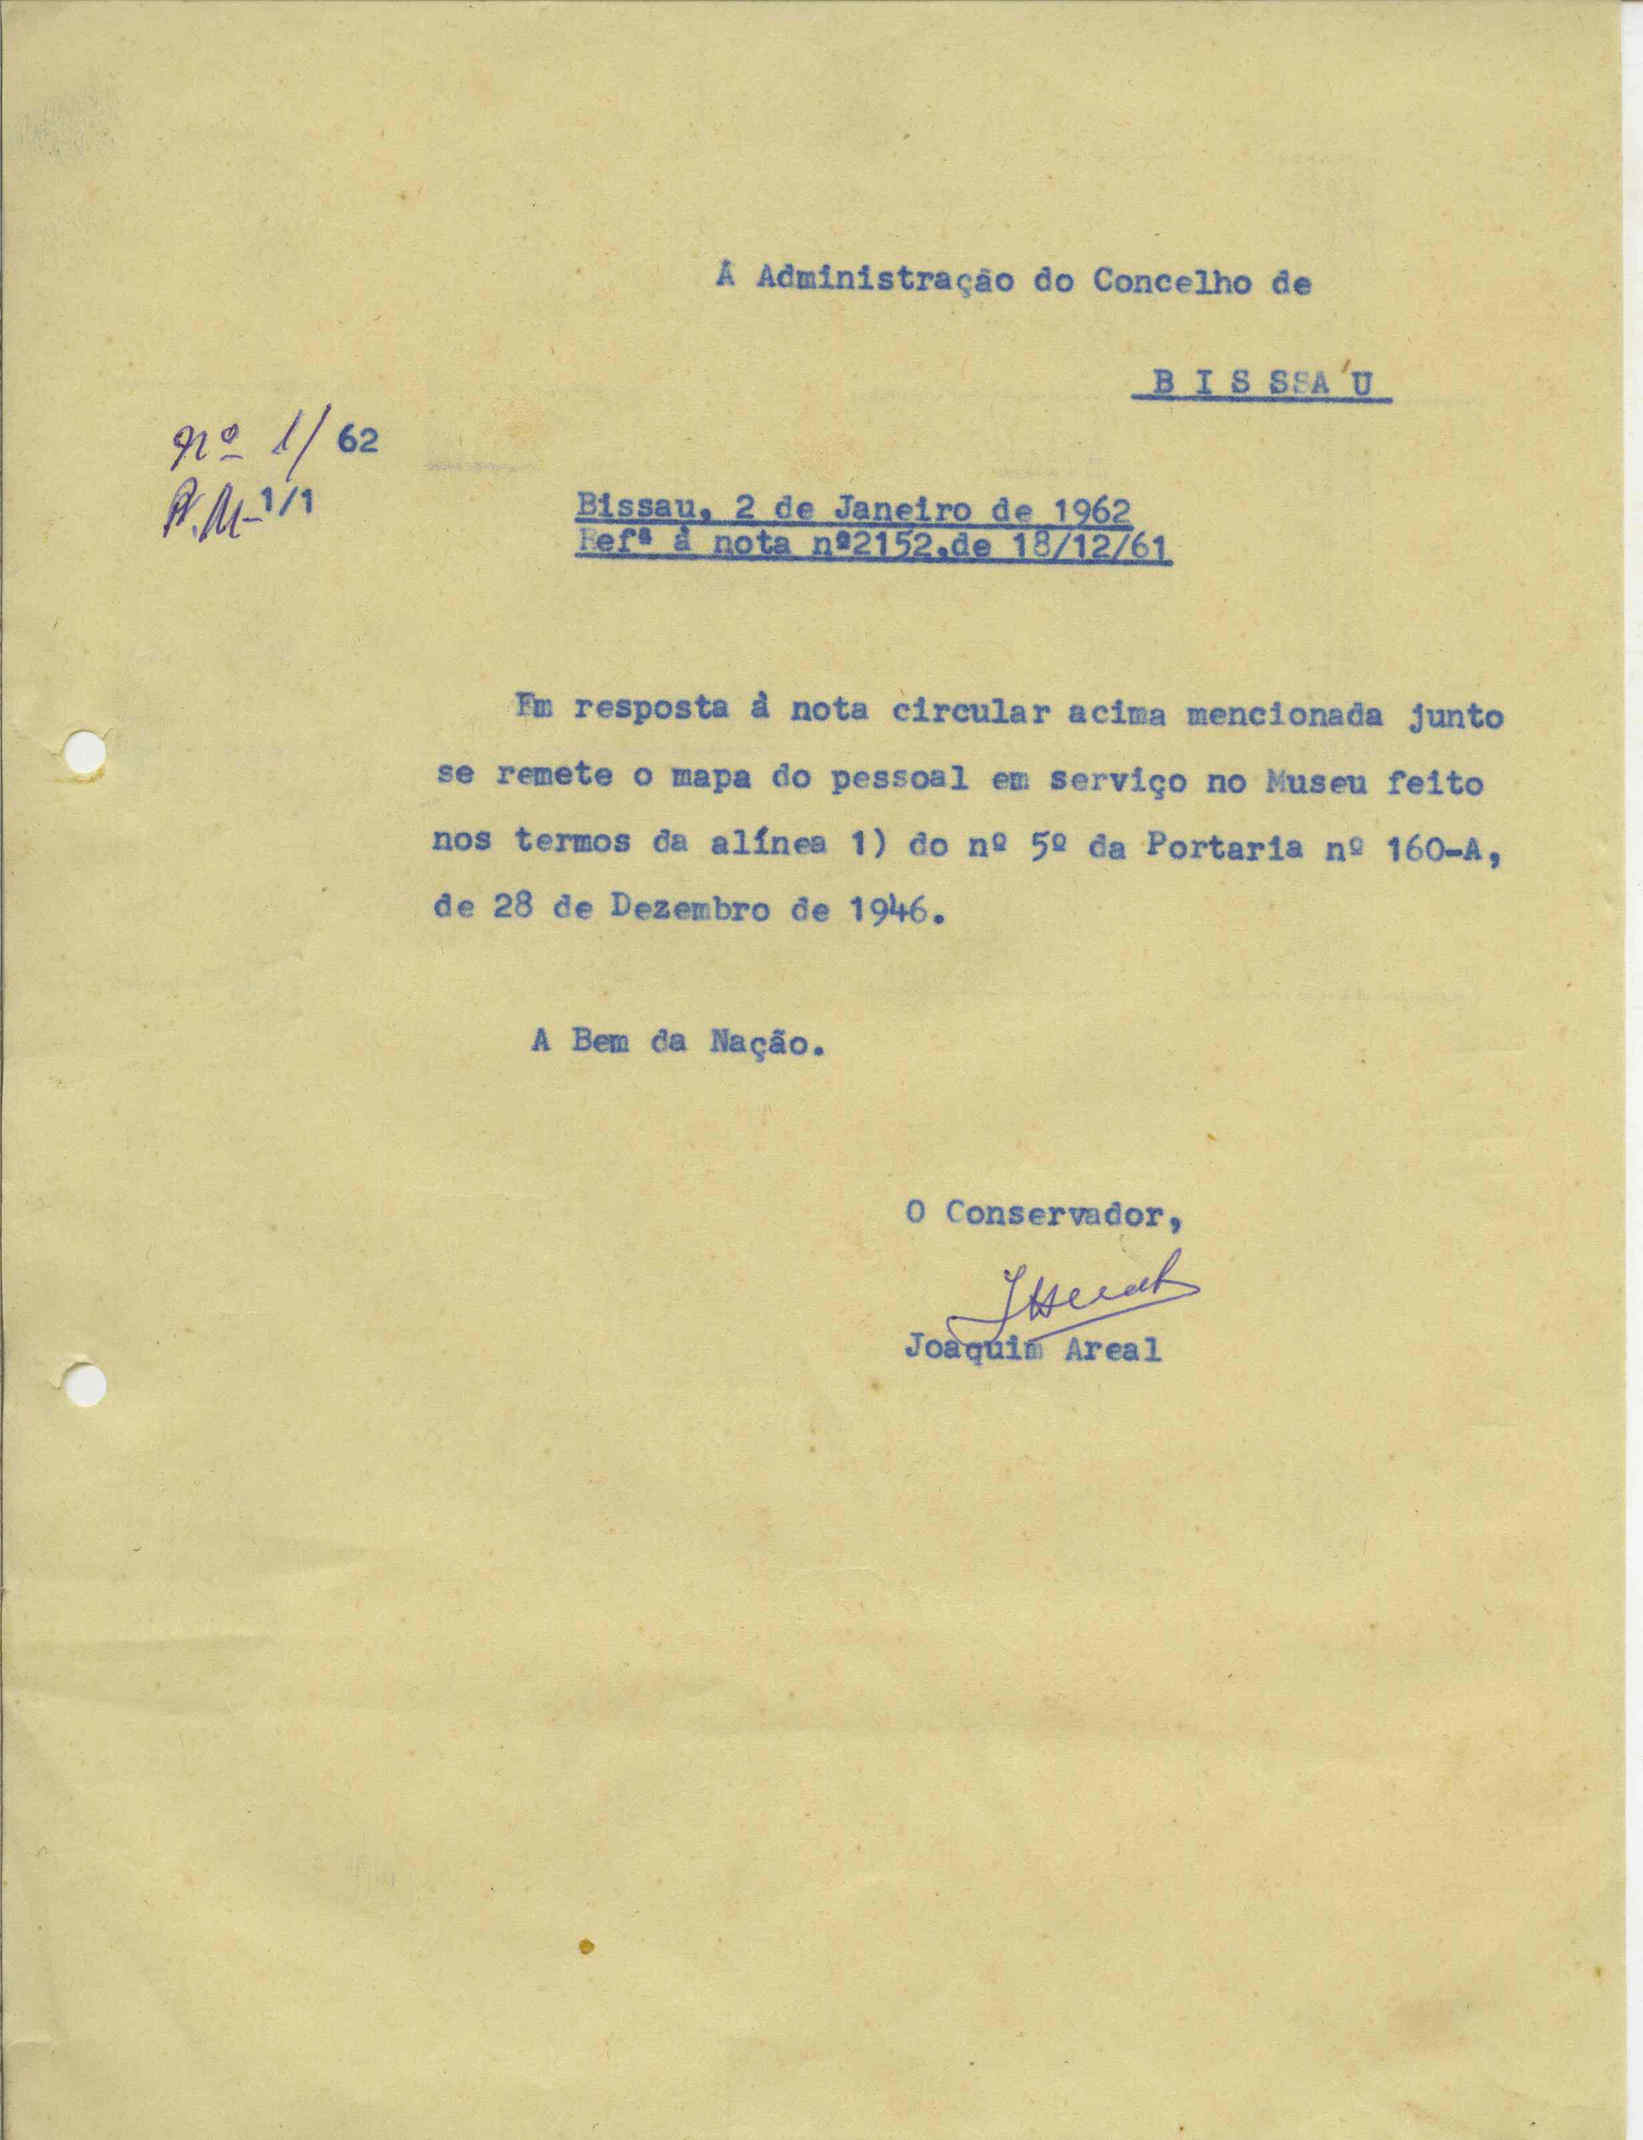 À Administração do Concelho de
B I S SSA U
nº 1/62
P.M-1/1
Bissau, 2 de Janeiro de 1962
Refª à nota nº2152,de 18/12/61
Em resposta à nota circular acima mencionada junto
se remete o mapa do pessoal em serviço no Museu feito
nos termos da alínea 1) do nº 5º da Portaria nº 160-A,
de 28 de Dezembro de 1946.
A Bem da Nação.
O Conservador,
Joaquim Areal